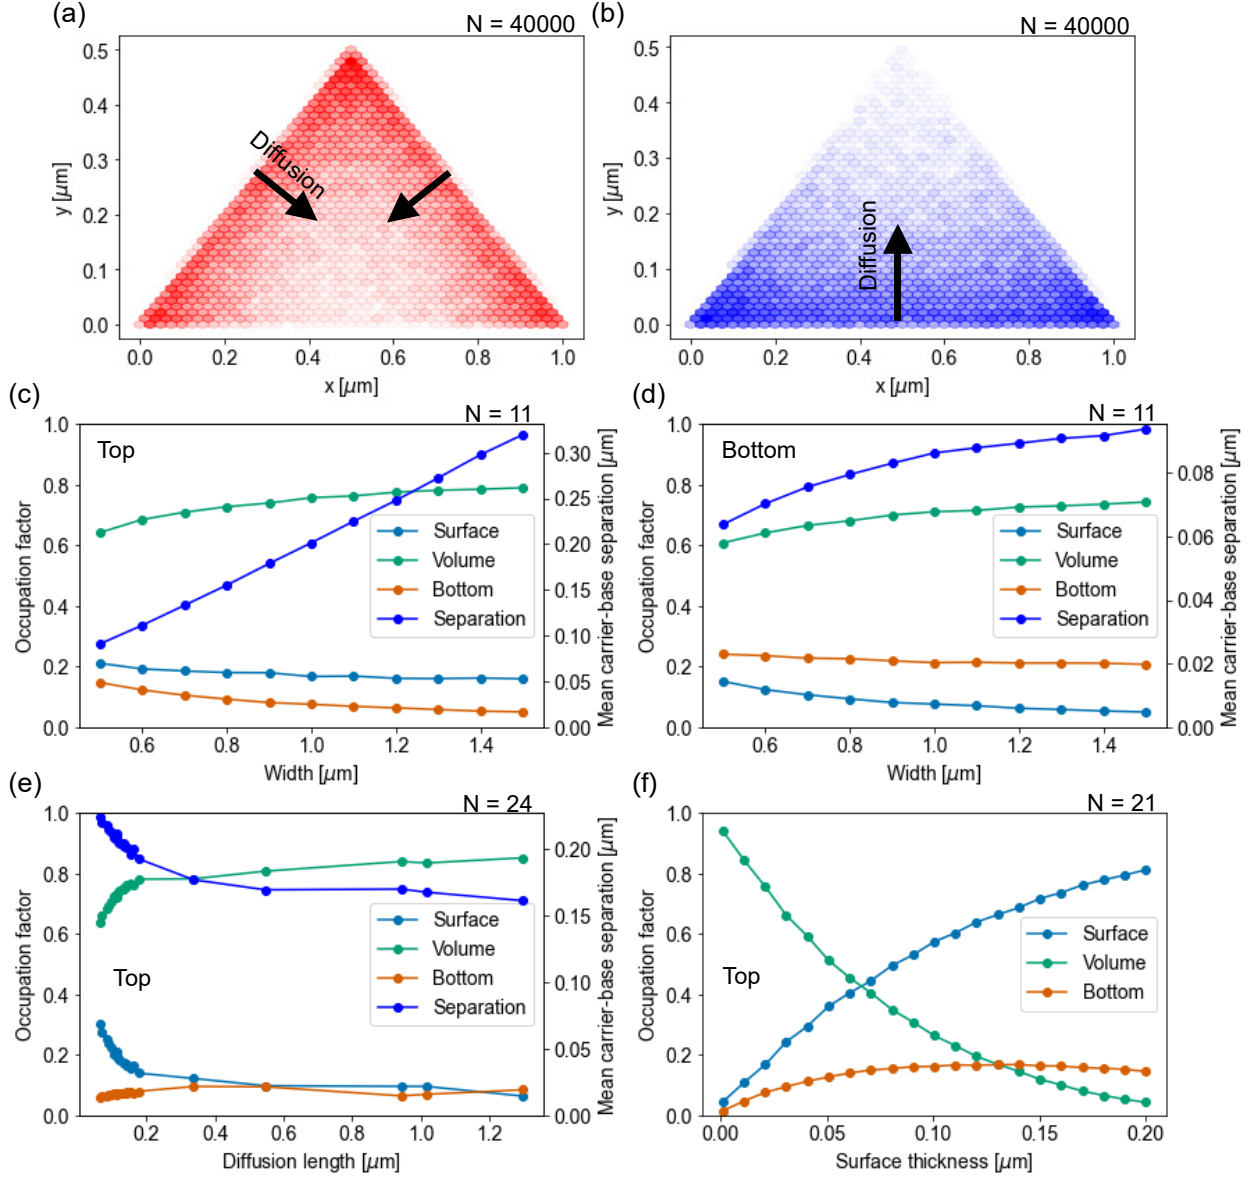 (a)
N = 40000
0.5
0.4
0.3
0.2
0.1
0.0
y [μm]
Diffusion
0.0
0.2
0.4
0.6
0.8
1.0
x [μm]
(b)
N = 40000
0.5
0.4
0.3
0.2
0.1
0.0
y [μm]
Diffusion
0.0
0.2
0.4
0.6
0.8
1.0
x [μm]
(c)
N = 11
Top
1.0
0.8
0.6
0.4
0.2
0.0
Occupation factor
0.30
0.25
0.20
0.15
0.10
0.05
0.00
Mean carrier-base separation [μm]
Surface
Volume
Bottom
Separation
0.6
0.8
1.0
1.2
1.4
Width [μm]
(d)
N = 11
Bottom
1.0
0.8
0.6
0.4
0.2
0.0
Occupation factor
0.08
0.06
0.04
0.02
0.00
Mean carrier-base separation [μm]
Surface
Volume
Bottom
Separation
0.6
0.8
1.0
1.2
1.4
Width [μm]
(e)
N = 24
1.0
0.8
0.6
0.4
0.2
0.0
Occupation factor
0.20
0.15
0.10
0.05
0.00
Mean carrier-base separation [μm]
Surface
Volume
Bottom
Separation
Top
0.2
0.4
0.6
0.8
1.0
1.2
Diffusion length [μm]
(f)
N = 21
1.0
0.8
0.6
0.4
0.2
0.0
Occupation factor
Top
Surface
Volume
Bottom
0.00
0.05
0.10
0.15
0.20
Surface thickness [μm]